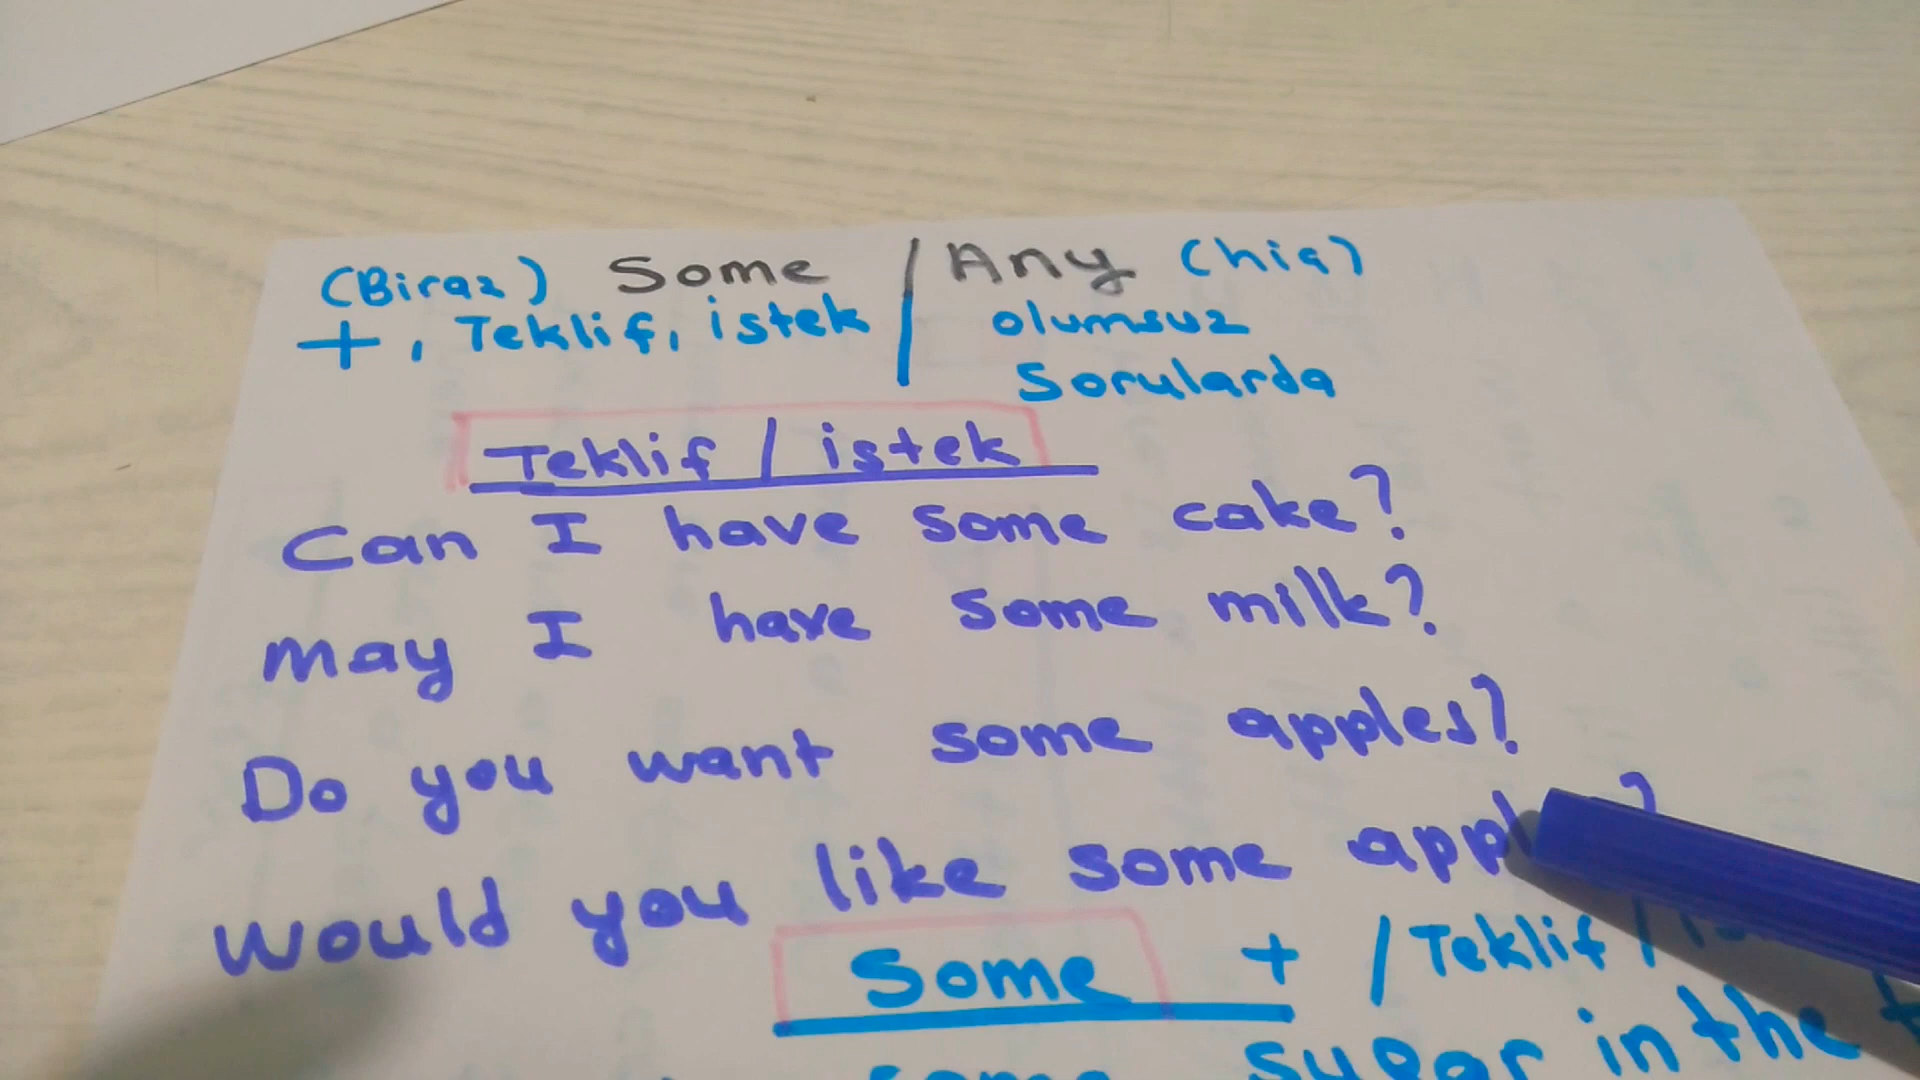 (Biraz) Some / Any (hiç)
+, Teklif, istek / olumsuz
Sorularda
Teklif / istek
Can I have some cake?
may I have some milk?
Do you want some apples?
Would you like some ?
Some + / Teklif /
some sugar in the